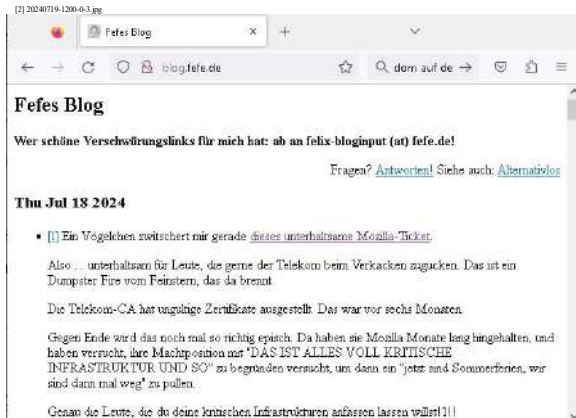 [2] 20240719-1200-0-3.jpg
Fefes Blog
blog.fefe.de
dom auf de →
Fefes Blog
Wer schöne Verschwörungslinks für mich hat: ab an felix-bloginput (at) fefe.de!
Fragen? Antworten! Siehe auch: Alternativlos
Thu Jul 18 2024
[l] Ein Vögelchen zwitschert mir gerade dieses unterhaltsame Mozilla-Ticket.
Also ... unterhaltsam für Leute, die gerne der Telekom beim Verkacken zugucken. Das ist ein
Dumpster Fire vom Feinstern, das da brennt.
Die Telekom-CA hat ungültige Zertifikate ausgestellt. Das war vor sechs Monaten.
Gegen Ende wird das noch mal so richtig episch. Da haben sie Mozilla Monate lang hingehalten, und
haben versucht, ihre Machtposition mit "DAS IST ALLES VOLL KRITISCHE
INFRASTRUKTUR UND SO" zu begründen versucht, um dann ein "jetzt sind Sommerferien, wir
sind dann mal weg" zu pullen.
Genau die Leute, die du deine kritischen Infrastrukturen anfassen lassen willst!1!!